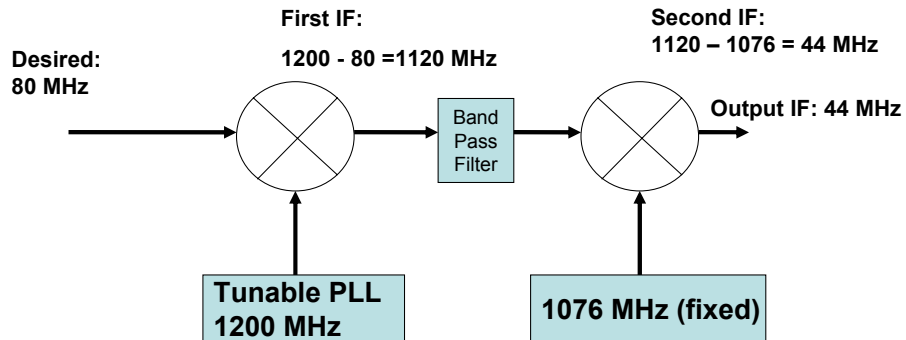 Desired:
80 MHz
First IF:
1200 - 80 =1120 MHz
Second IF:
1120 – 1076 = 44 MHz
Output IF: 44 MHz
Band
Pass
Filter
Tunable PLL
1200 MHz
1076 MHz (fixed)